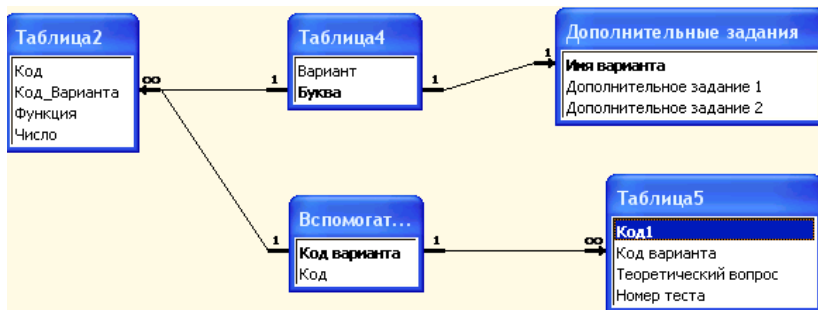 Таблица2
Код
Код_Варианта
Функция
Число
∞
1
Таблица4
Вариант
Буква
1
1
Дополнительные задания
Имя варианта
Дополнительное задание 1
Дополнительное задание 2
1
Вспомогат...
Код варианта
Код
1
∞
Таблица5
Код1
Код варианта
Теоретический вопрос
Номер теста